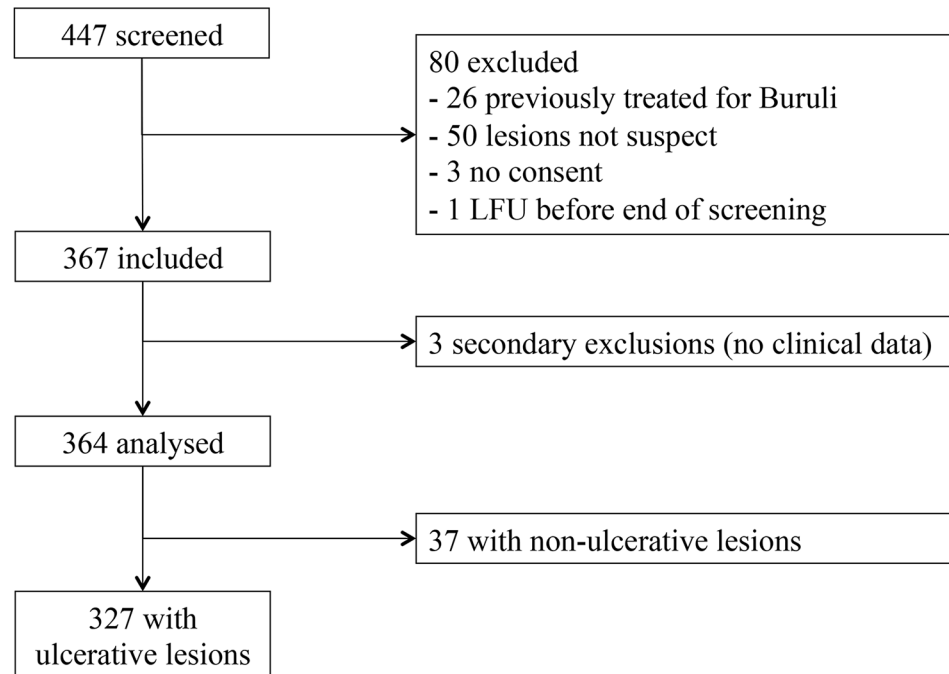 447 screened
80 excluded
- 26 previously treated for Buruli
- 50 lesions not suspect
- 3 no consent
- 1 LFU before end of screening
367 included
3 secondary exclusions (no clinical data)
364 analysed
37 with non-ulcerative lesions
327 with
ulcerative lesions